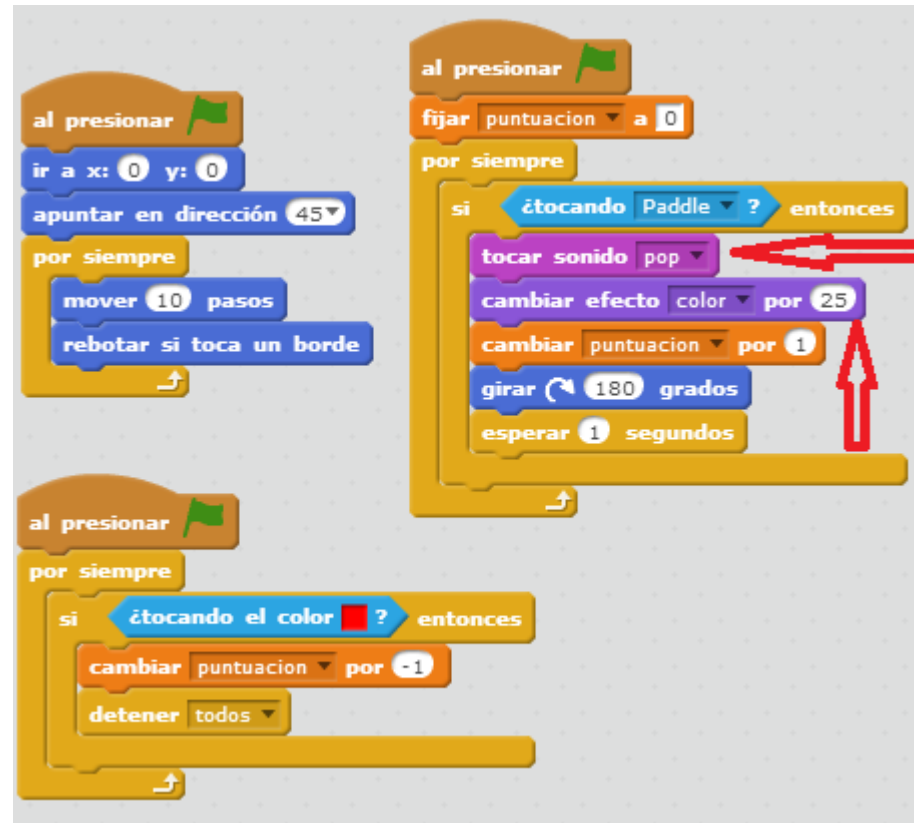 al presionar
ir a x: 0 y: 0
apuntar en dirección 45
por siempre
mover 10 pasos
rebotar si toca un borde
al presionar
fijar puntuacion a 0
por siempre
si ¿tocando Paddle ? entonces
tocar sonido pop
cambiar efecto color por 25
cambiar puntuacion por 1
girar 180 grados
esperar 1 segundos
al presionar
por siempre
si ¿tocando el color ? entonces
cambiar puntuacion por -1
detener todos